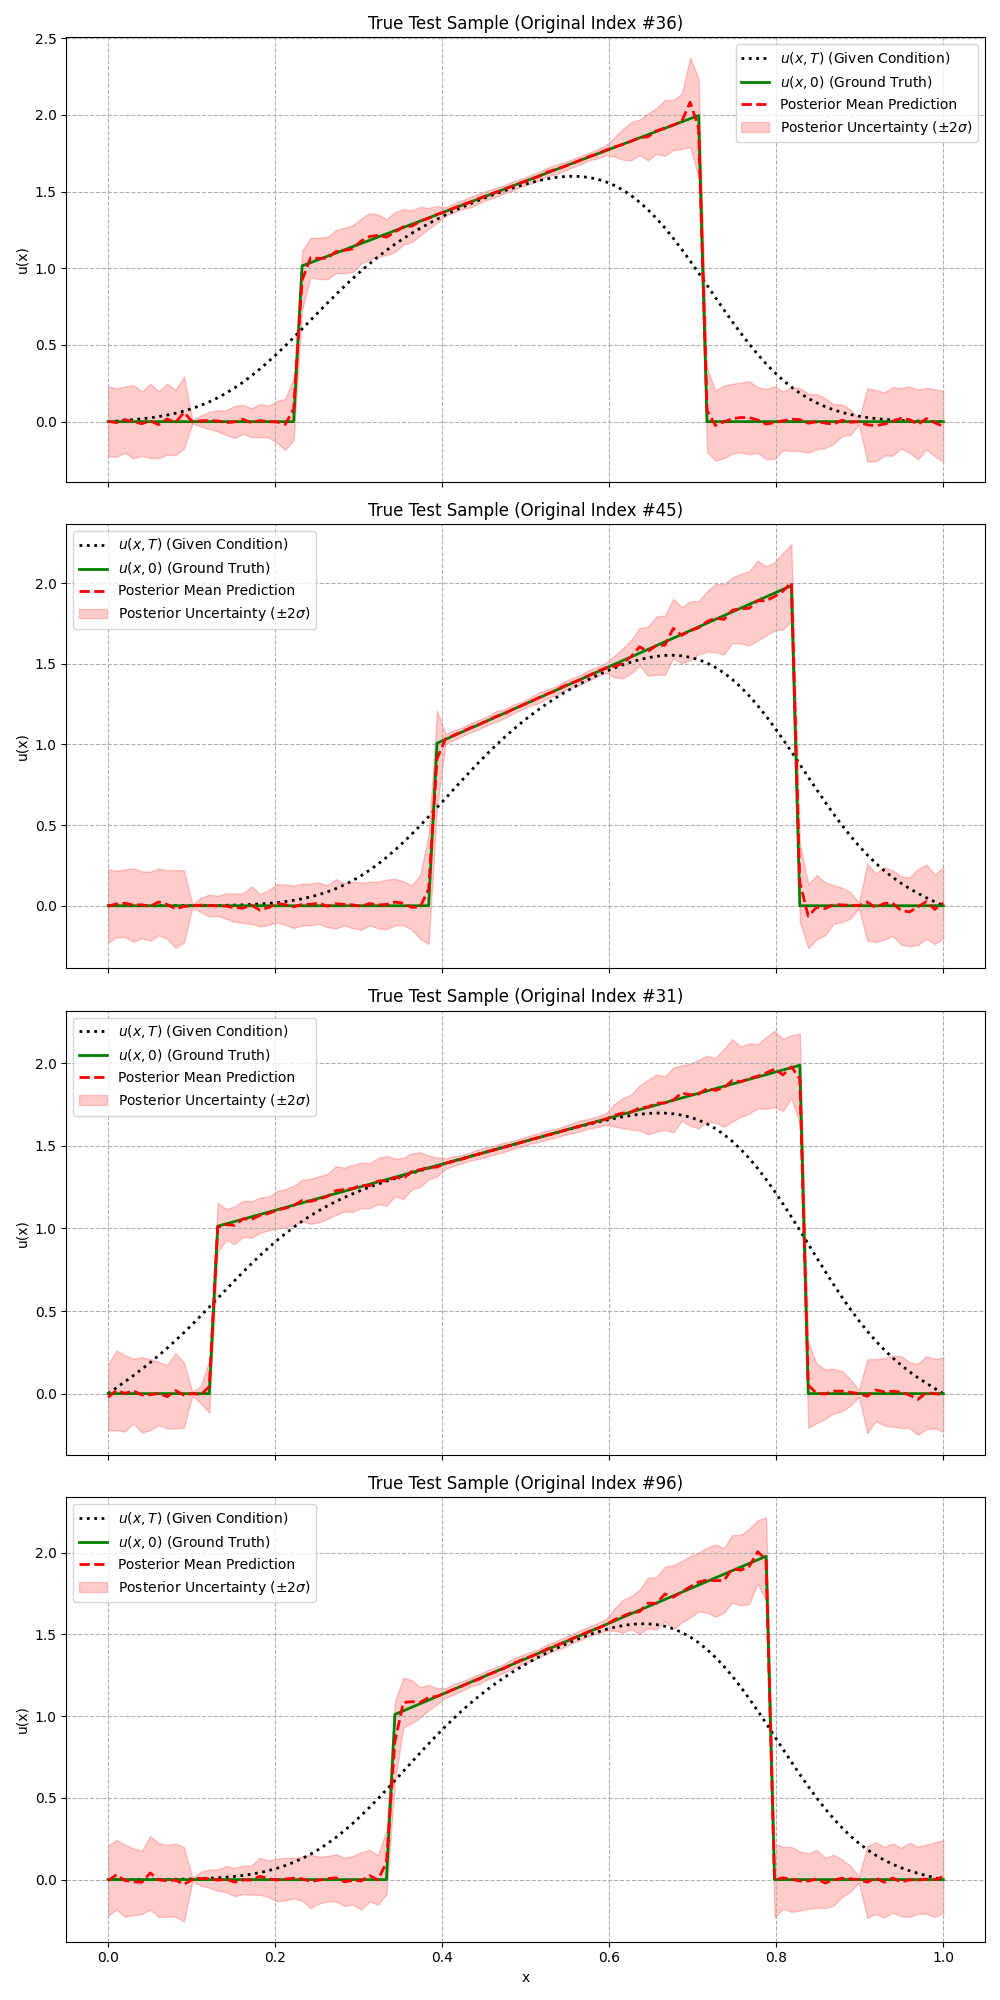 True Test Sample (Original Index #36)
u(x, T) (Given Condition)
u(x, 0) (Ground Truth)
Posterior Mean Prediction
Posterior Uncertainty (±2σ)
2.5
2.0
1.5
1.0
0.5
0.0
u(x)
True Test Sample (Original Index #45)
u(x, T) (Given Condition)
u(x, 0) (Ground Truth)
Posterior Mean Prediction
Posterior Uncertainty (±2σ)
2.0
1.5
1.0
0.5
0.0
u(x)
True Test Sample (Original Index #31)
u(x, T) (Given Condition)
u(x, 0) (Ground Truth)
Posterior Mean Prediction
Posterior Uncertainty (±2σ)
2.0
1.5
1.0
0.5
0.0
u(x)
True Test Sample (Original Index #96)
u(x, T) (Given Condition)
u(x, 0) (Ground Truth)
Posterior Mean Prediction
Posterior Uncertainty (±2σ)
2.0
1.5
1.0
0.5
0.0
u(x)
0.0 0.2 0.4 0.6 0.8 1.0
x